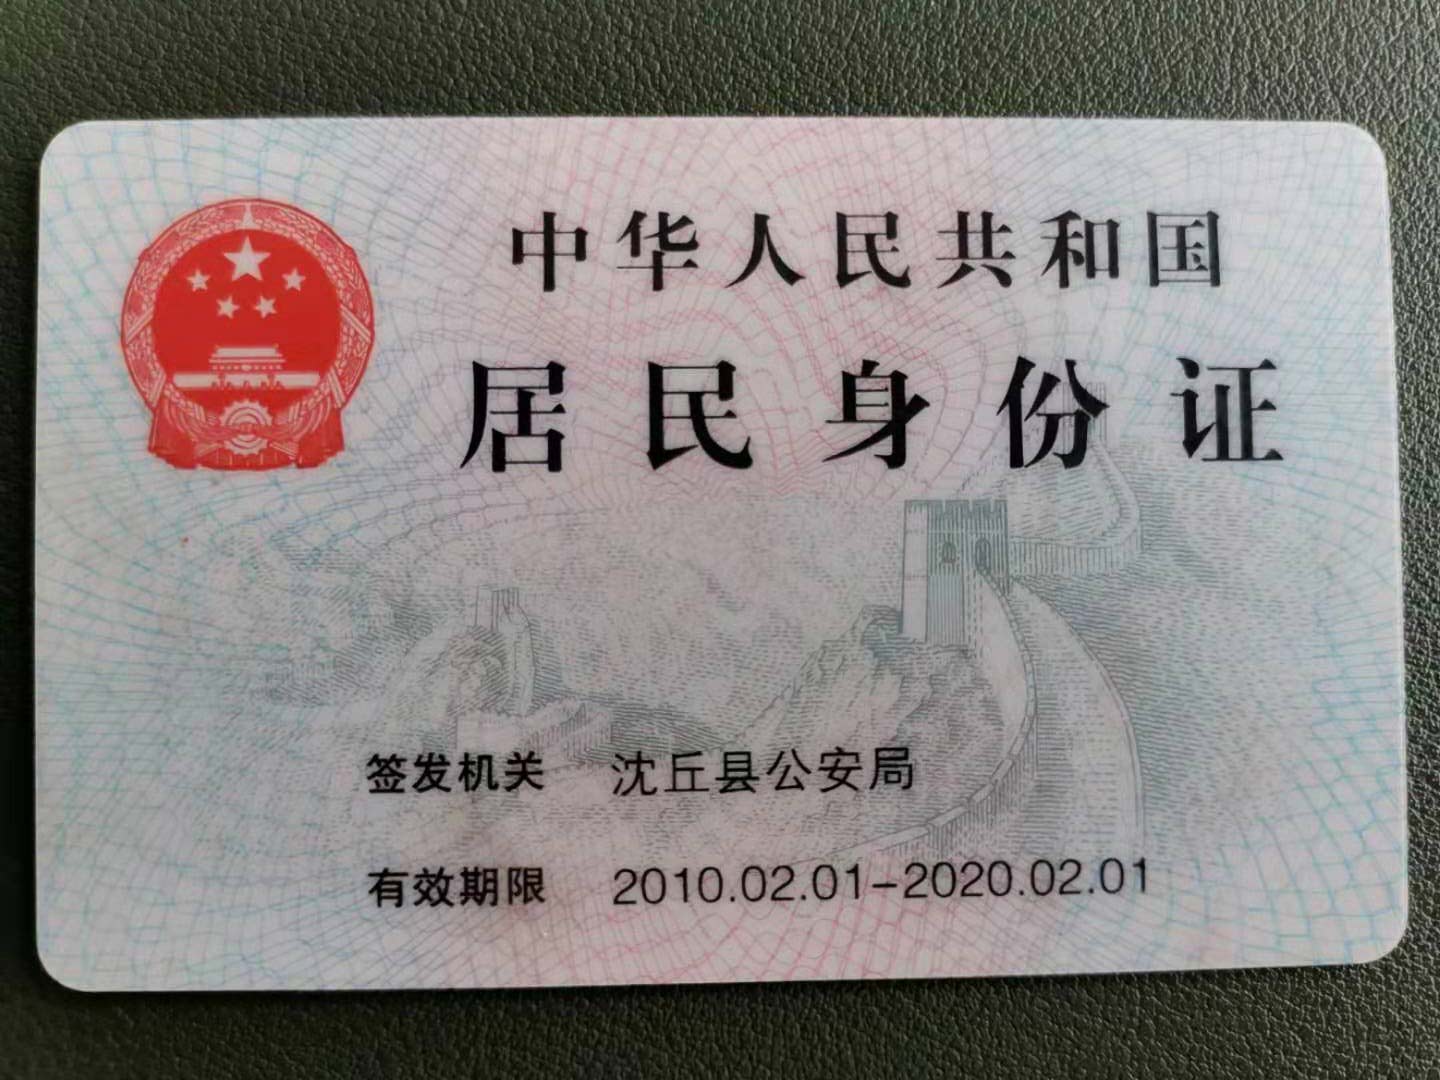 中华人民共和国
居民身份证
签发机关 沈丘县公安局
有效期限 2010.02.01-2020.02.01